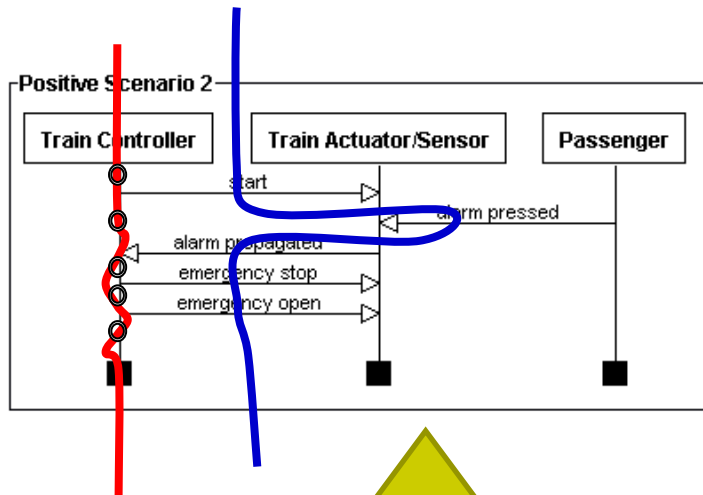 Positive Scenario 2
Train Controller
Train Actuator/Sensor
Passenger
start
alarm pressed
alarm propagated
emergency stop
emergency open